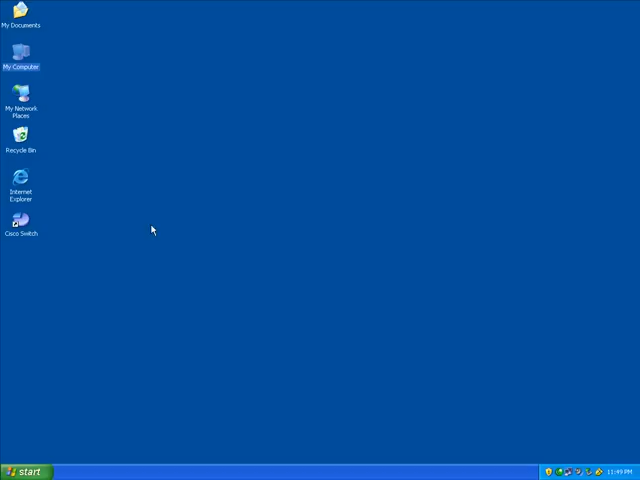 My Documents
My Computer
My Network
Places
Recycle Bin
Internet
Explorer
Cisco Switch
start
11:49 PM